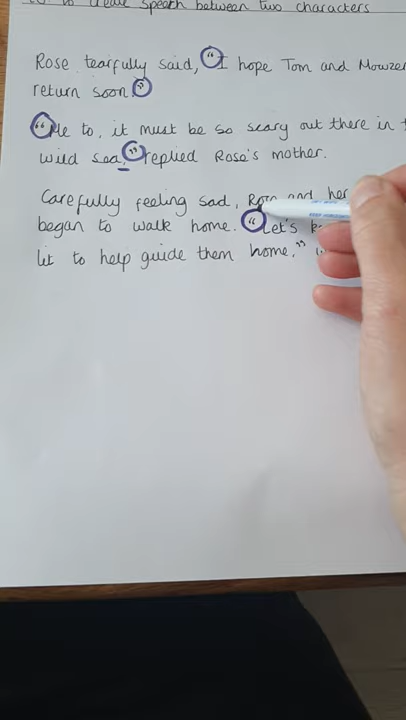 to create speech between two characters
Rose tearfully said, "I hope Tom and Mowzer
return soon."
"Me to, it must be so scary out there in
wild sea," replied Rose's mother.
Carefully feeling sad, and her
began to walk home. "Let's
lit to help guide them home."